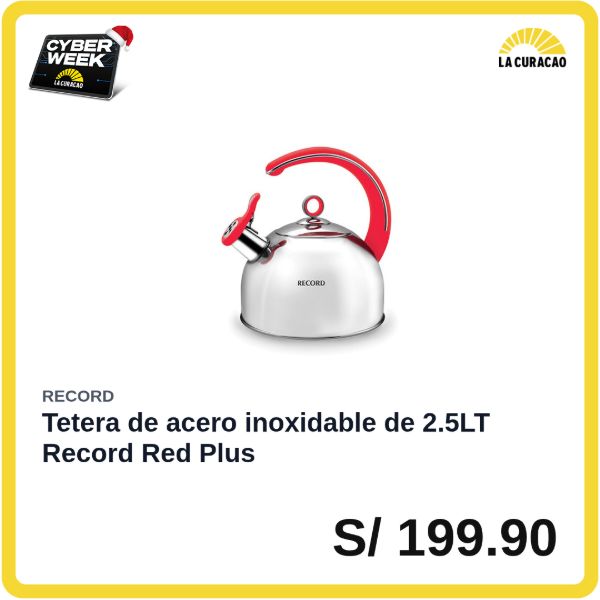 CYBER
WEEK
LA CURACAO
LA CURACAO
RECORD
RECORD
Tetera de acero inoxidable de 2.5LT
Record Red Plus
S/ 199.90